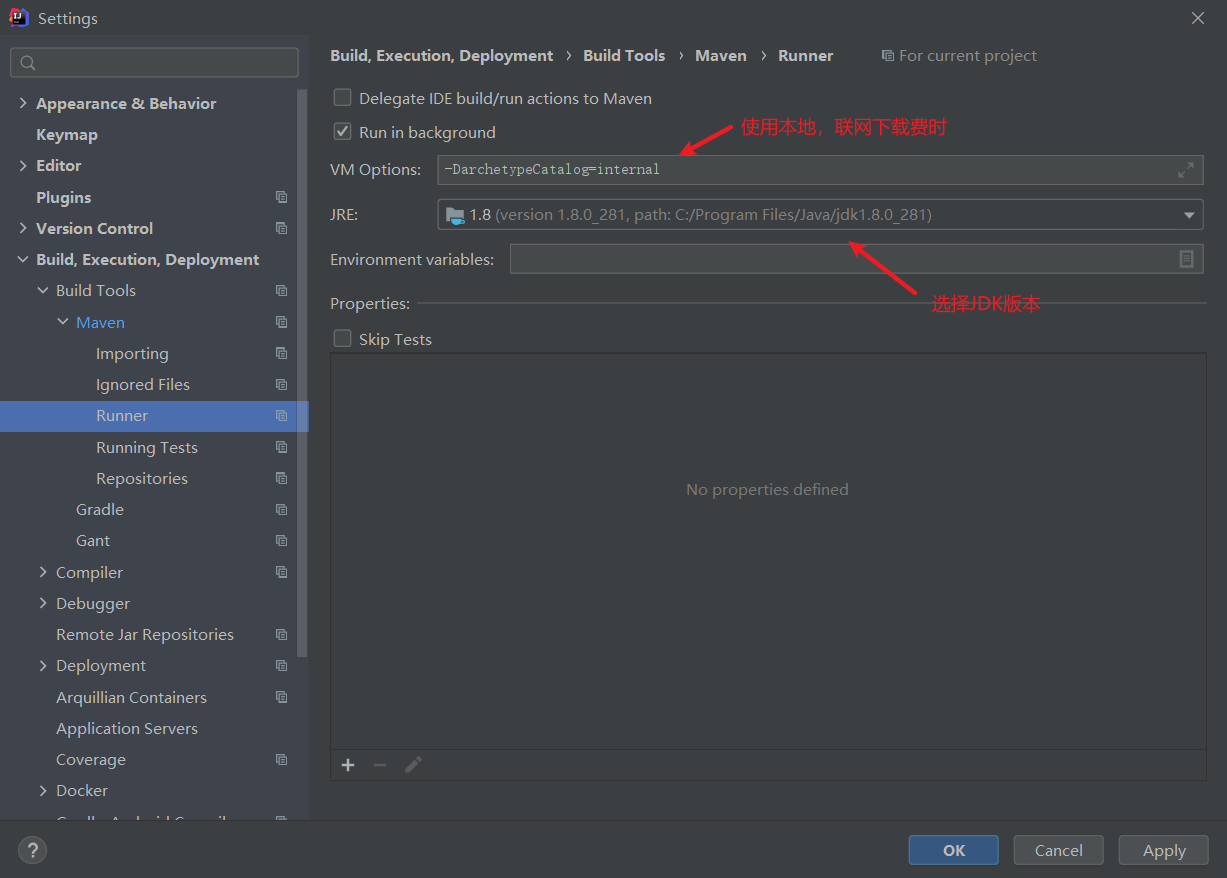 Settings
Build, Execution, Deployment › Build Tools › Maven › Runner For current project
Appearance & Behavior
Keymap
Editor
Plugins
Version Control
Build, Execution, Deployment
Build Tools
Maven
Importing
Ignored Files
Runner
Running Tests
Repositories
Gradle
Gant
Compiler
Debugger
Remote Jar Repositories
Deployment
Arquillian Containers
Application Servers
Coverage
Docker
Delegate IDE build/run actions to Maven
Run in background
使用本地，联网下载费时
VM Options: -DarchetypeCatalog=internal
JRE: 1.8 (version 1.8.0_281, path: C:/Program Files/Java/jdk1.8.0_281)
Environment variables:
选择JDK版本
Properties:
Skip Tests
No properties defined
?
OK Cancel Apply